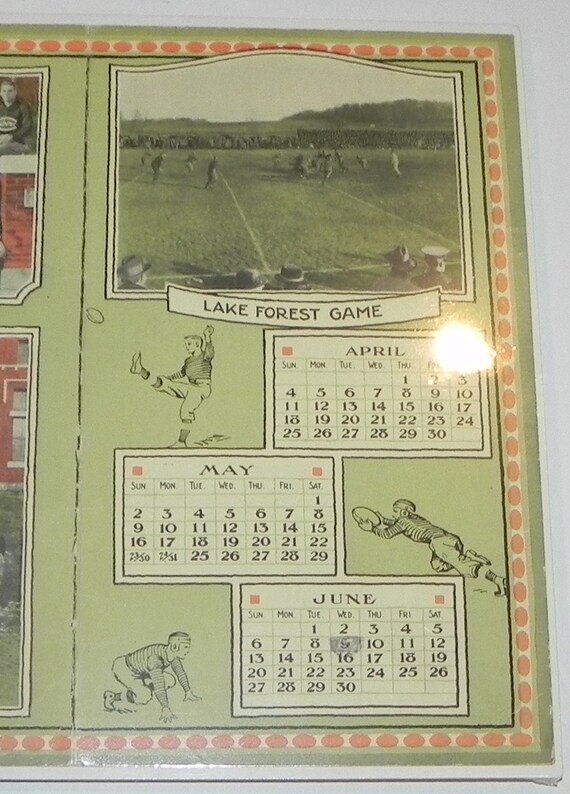 LAKE FOREST GAME
APRIL
SUN. MON. TUE. WED. THU.
1 2 3
4 5 6 7 8 9 10
11 12 13 14 15 16 17
18 19 20 21 22 23 24
25 26 27 28 29 30
MAY
SUN. MON. TUE. WED. THU. FRI. SAT.
1
2 3 4 5 6 7 8
9 10 11 12 13 14 15
16 17 18 19 20 21 22
23/30 24/31 25 26 27 28 29
JUNE
SUN MON. TUE. WED. THU. FRI SAT.
1 2 3 4 5
6 7 8 9 10 11 12
13 14 15 16 17 18 19
20 21 22 23 24 25 26
27 28 29 30